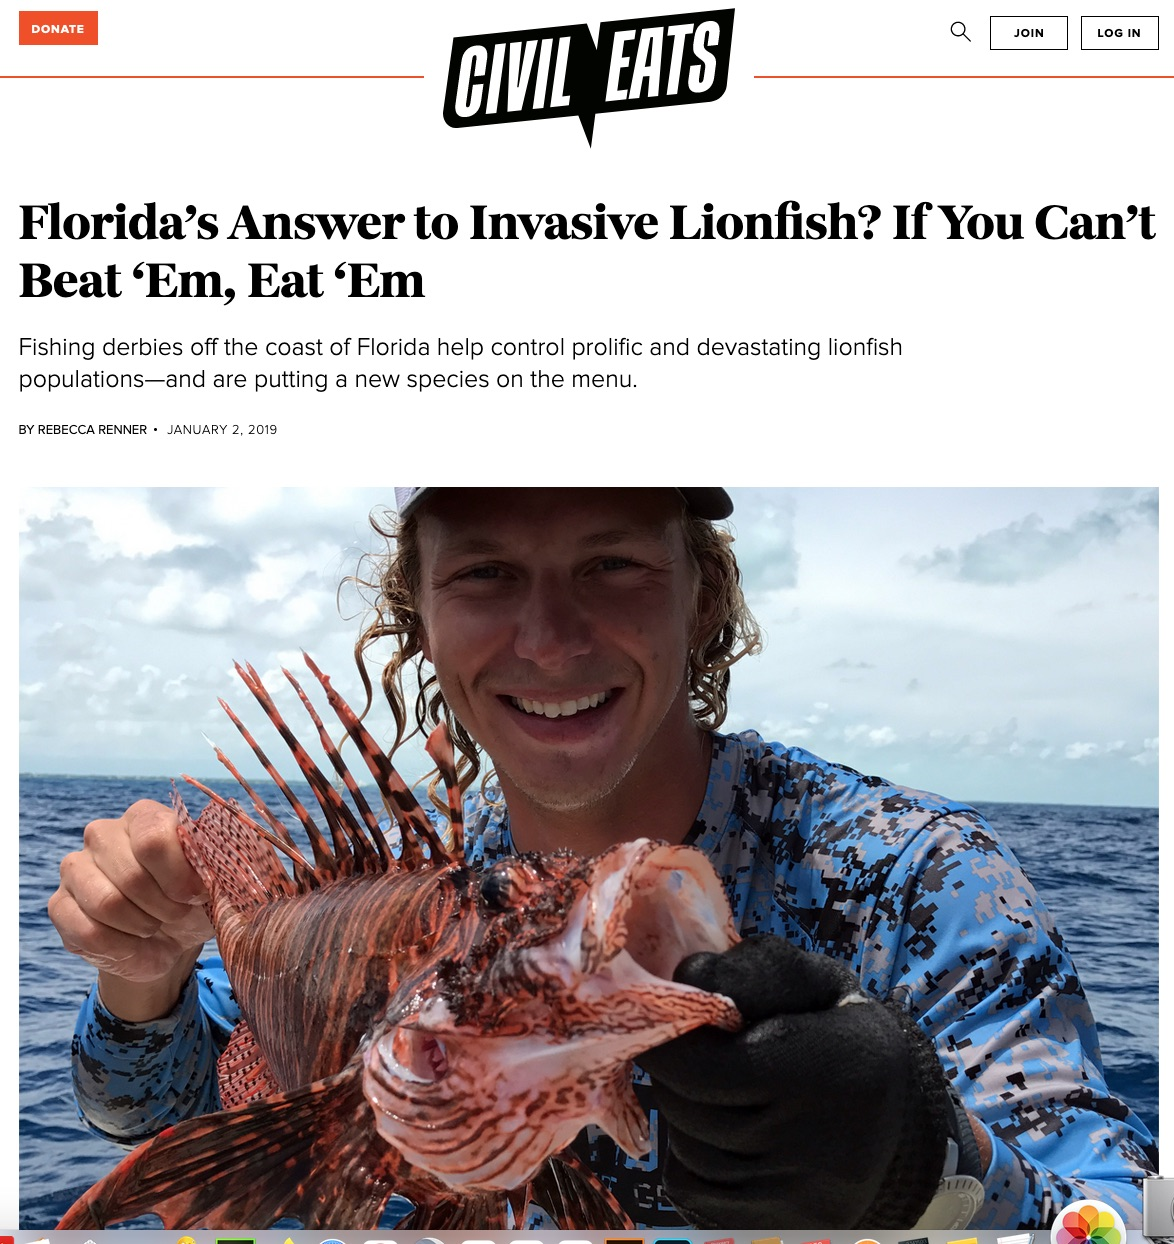 DONATE
CIVIL EATS
JOIN
LOG IN
Florida’s Answer to Invasive Lionfish? If You Can’t
Beat ‘Em, Eat ‘Em
Fishing derbies off the coast of Florida help control prolific and devastating lionfish
populations—and are putting a new species on the menu.
BY REBECCA RENNER • JANUARY 2, 2019